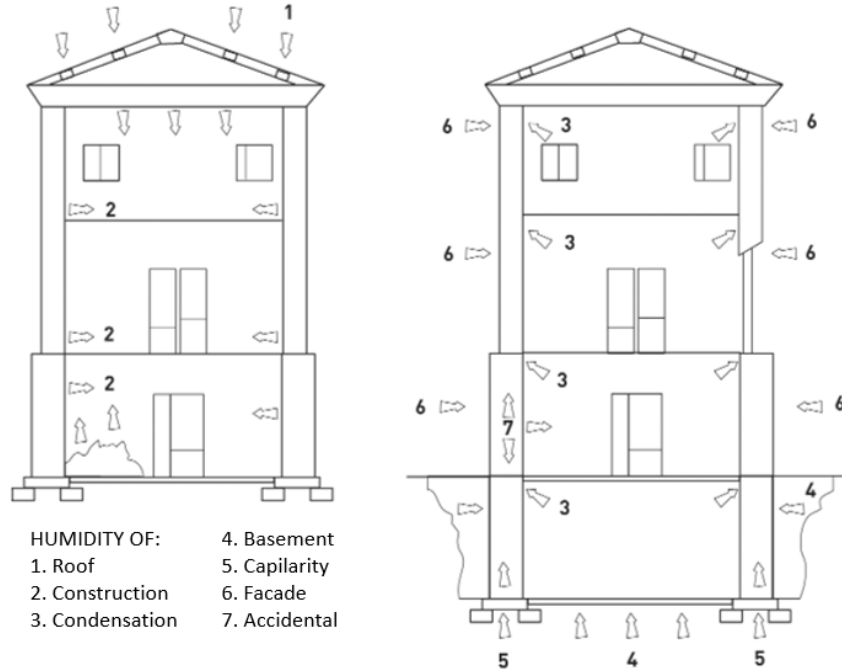 1
6
3
6
2
6
3
6
2
3
2
6
7
6
3
4
HUMIDITY OF:
1. Roof
2. Construction
3. Condensation
4. Basement
5. Capilarity
6. Facade
7. Accidental
5
4
5